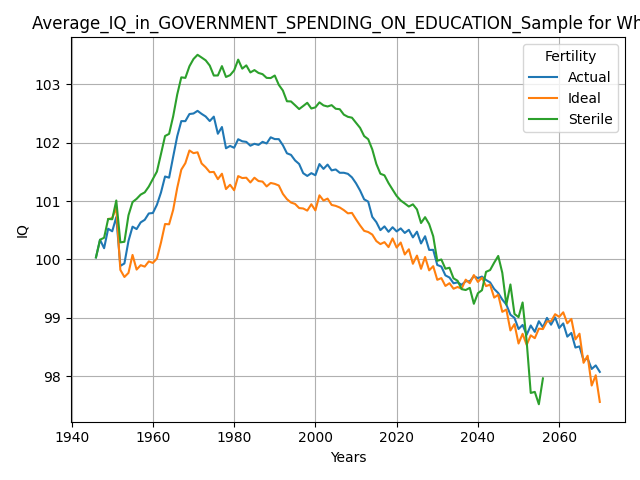 Average_IQ_in_GOVERNMENT_SPENDING_ON_EDUCATION_Sample for Wh
Fertility
Actual
Ideal
Sterile
IQ
103
102
101
100
99
98
1940 1960 1980 2000 2020 2040 2060
Years